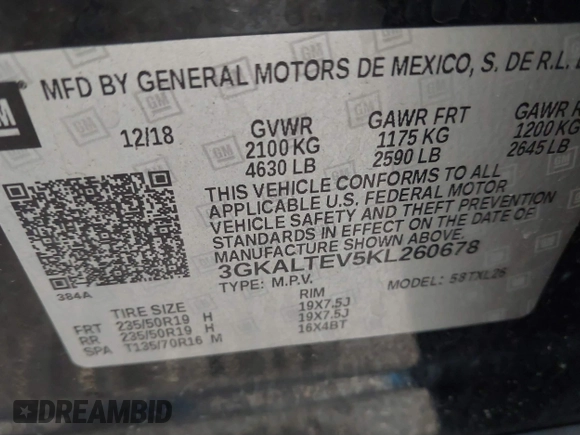 GM
MFD BY GENERAL MOTORS DE MEXICO, S. DE R.L.
12/18 GVWR GAWR FRT GAWR
2100 KG 1175 KG 1200 KG
4630 LB 2590 LB 2645 LB
THIS VEHICLE CONFORMS TO ALL
APPLICABLE U.S. FEDERAL MOTOR
VEHICLE SAFETY AND THEFT PREVENTION
STANDARDS IN EFFECT ON THE DATE OF
MANUFACTURE SHOWN ABOVE.
3GKALTEV5KL260678
384A TYPE: M.P.V. MODEL: 58TXL26
TIRE SIZE RIM
FRT 235/50R19 H 19X7.5J
RR 235/50R19 H 19X7.5J
SPA T135/70R16 M 16X4BT
DREAMBID